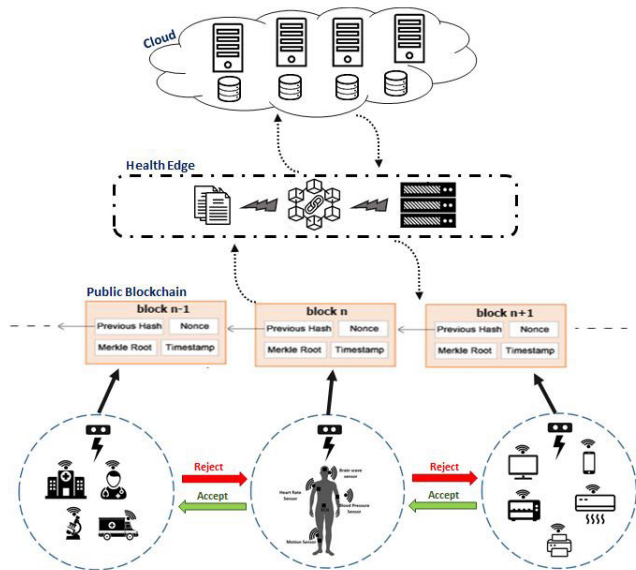 Cloud
Health Edge
Public Blockchain
block n-1
Previous Hash
Nonce
Merkle Root
Timestamp
block n
Previous Hash
Nonce
Merkle Root
Timestamp
block n+1
Previous Hash
Nonce
Merkle Root
Timestamp
Reject
Accept
Brain wave
sensor
Heart Rate
Sensor
Blood Pressure
Sensor
Motion Sensor
Reject
Accept